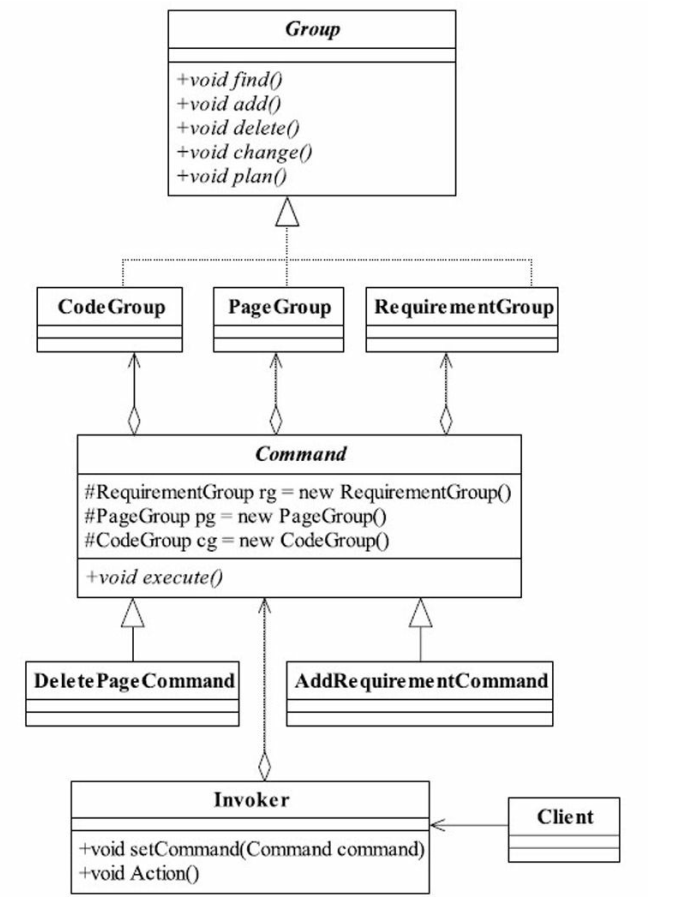 Group
+void find()
+void add()
+void delete()
+void change()
+void plan()
CodeGroup
PageGroup
RequirementGroup
Command
#RequirementGroup rg = new RequirementGroup()
#PageGroup pg = new PageGroup()
#CodeGroup cg = new CodeGroup()
+void execute()
DeletePageCommand
AddRequirementCommand
Invoker
+void setCommand(Command command)
+void Action()
Client